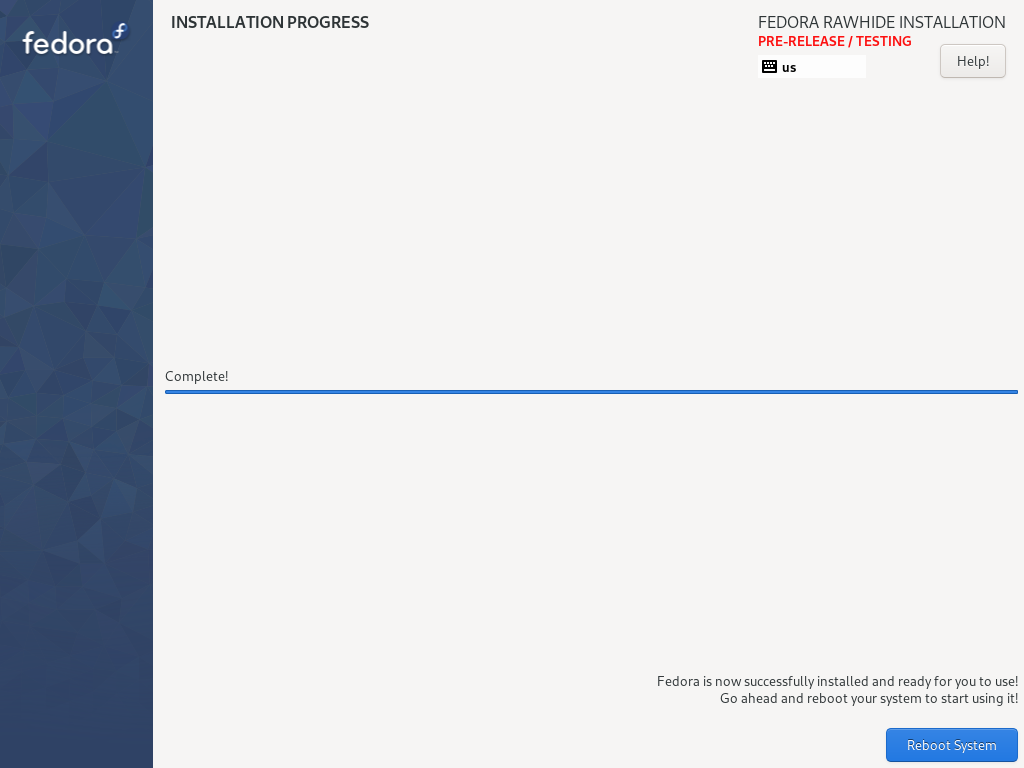 fedora
INSTALLATION PROGRESS
FEDORA RAWHIDE INSTALLATION
PRE-RELEASE / TESTING
us
Help!
Complete!
Fedora is now successfully installed and ready for you to use!
Go ahead and reboot your system to start using it!
Reboot System